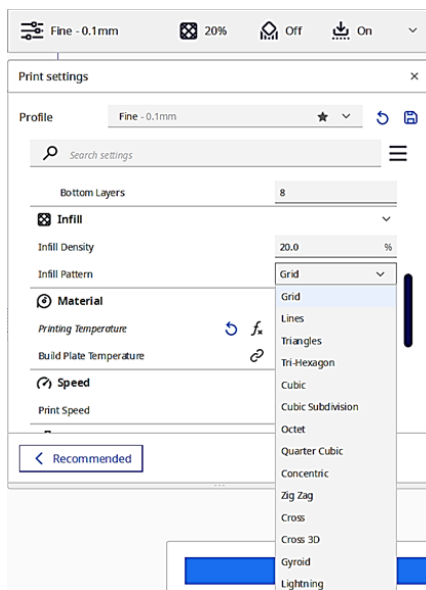 Fine - 0.1mm 20% Off On
Print settings ×
Profile Fine - 0.1mm
Search settings
Bottom Layers 8
Infill
Infill Density 20.0 %
Infill Pattern Grid
Grid
Material
Lines
Printing Temperature fx
Triangles
Build Plate Temperature
Tri-Hexagon
Speed
Cubic
Print Speed
Cubic Subdivision
Octet
Quarter Cubic
Recommended
Concentric
Zig Zag
Cross
Cross 3D
Gyroid
Lightning